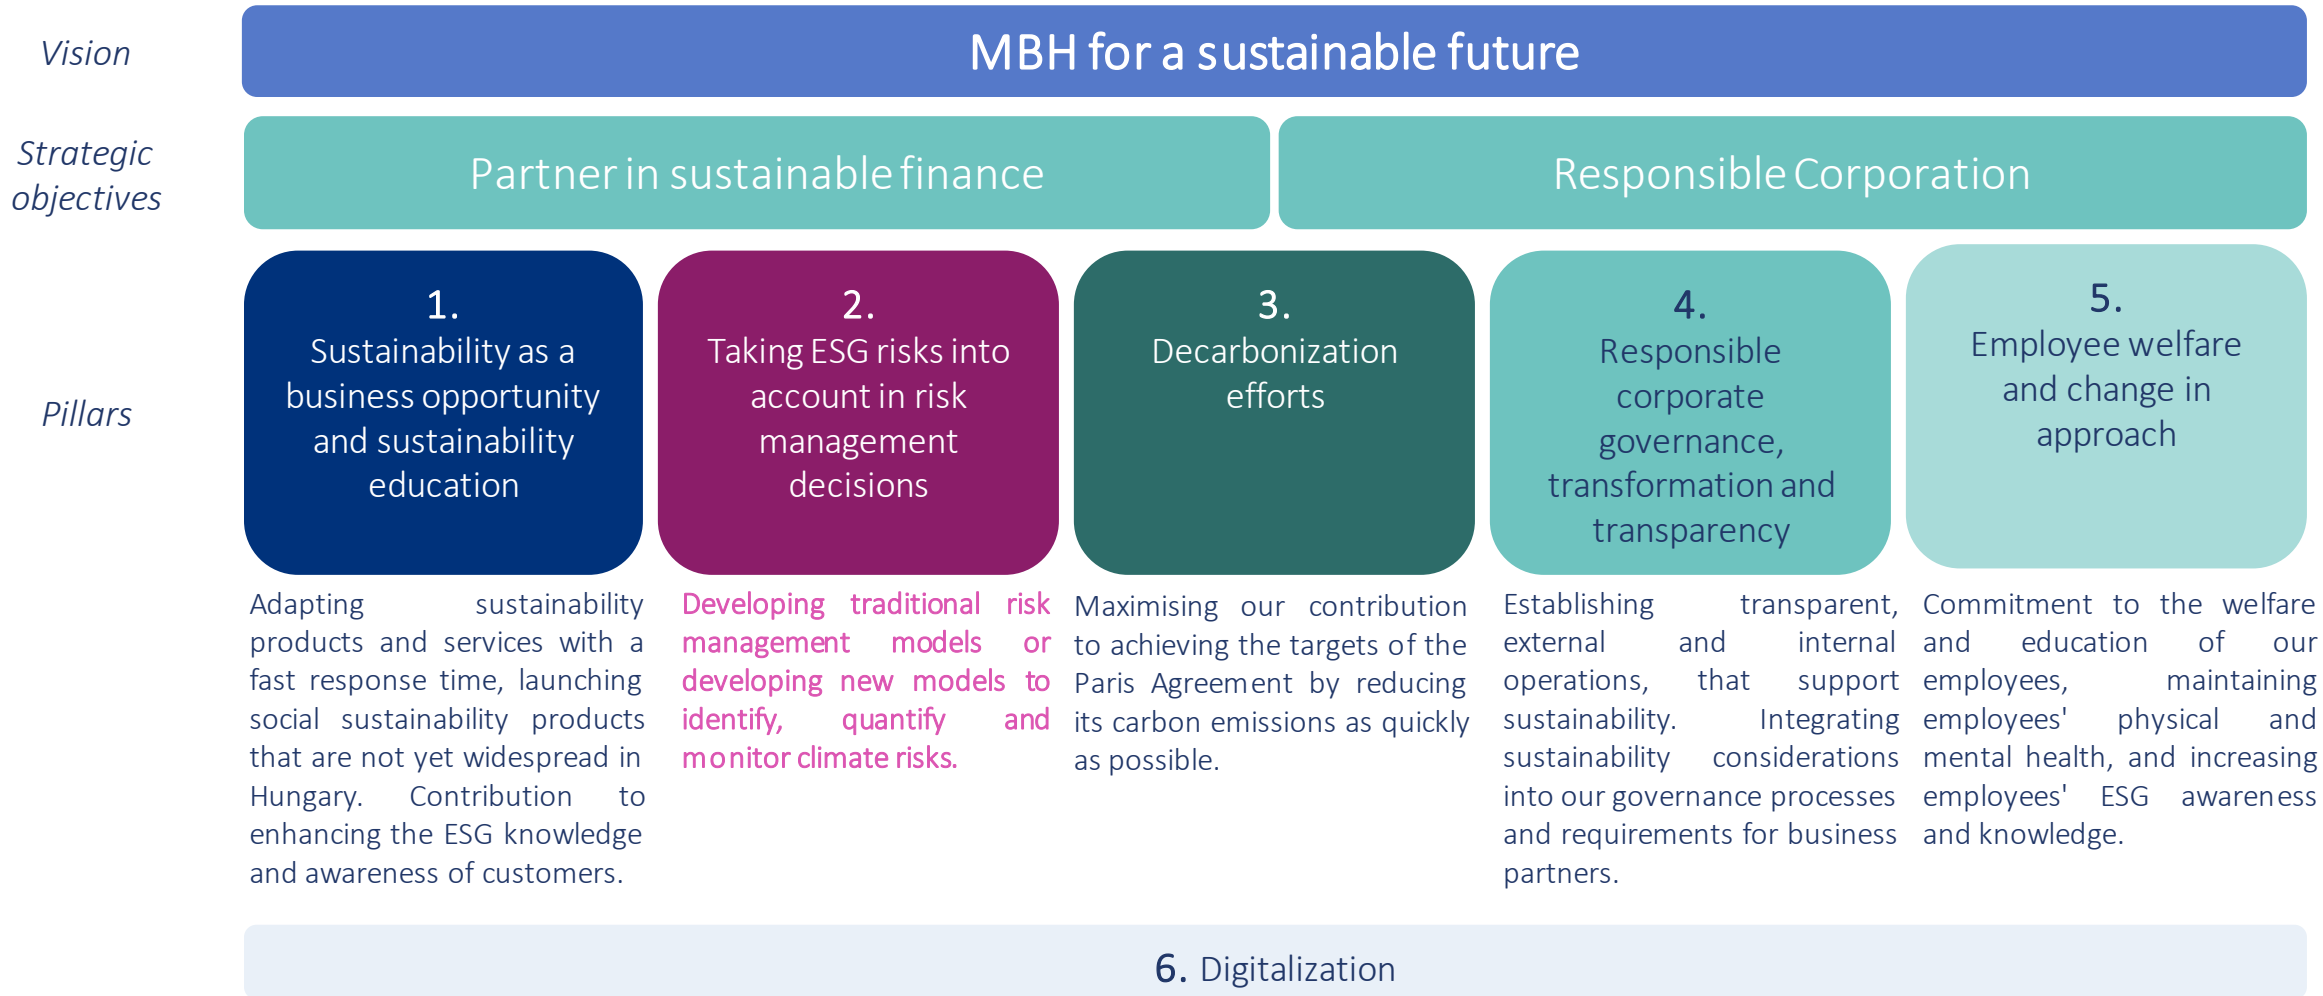 Vision
MBH for a sustainable future
Strategic
objectives
Partner in sustainable finance
Responsible Corporation
Pillars
1.
Sustainability as a
business opportunity
and sustainability
education
2.
Taking ESG risks into
account in risk
management
decisions
3.
Decarbonization
efforts
4.
Responsible
corporate
governance,
transformation and
transparency
5.
Employee welfare
and change in
approach
Adapting sustainability
products and services with a
fast response time, launching
social sustainability products
that are not yet widespread in
Hungary. Contribution to
enhancing the ESG knowledge
and awareness of customers.
Developing traditional risk
management models or
developing new models to
identify, quantify and
monitor climate risks.
Maximising our contribution
to achieving the targets of the
Paris Agreement by reducing
its carbon emissions as quickly
as possible.
Establishing transparent,
external and internal
operations, that support
sustainability. Integrating
sustainability considerations
into our governance processes
and requirements for business
partners.
Commitment to the welfare
and education of our
employees, maintaining
employees' physical and
mental health, and increasing
employees' ESG awareness
and knowledge.
6. Digitalization